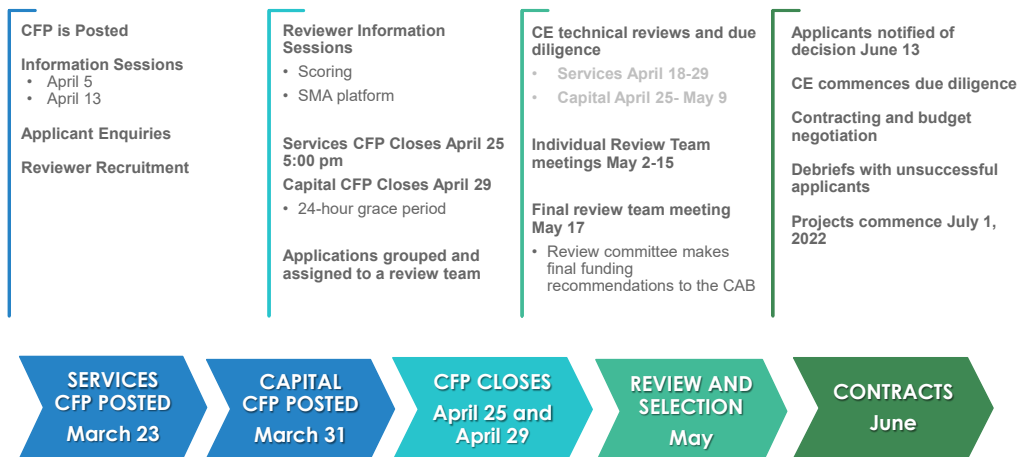 CFP is Posted
Information Sessions
• April 5
• April 13
Applicant Enquiries
Reviewer Recruitment
Reviewer Information
Sessions
• Scoring
• SMA platform
Services CFP Closes April 25
5:00 pm
Capital CFP Closes April 29
• 24-hour grace period
Applications grouped and
assigned to a review team
CE technical reviews and due
diligence
• Services April 18-29
• Capital April 25- May 9
Individual Review Team
meetings May 2-15
Final review team meeting
May 17
• Review committee makes
final funding
recommendations to the CAB
Applicants notified of
decision June 13
CE commences due diligence
Contracting and budget
negotiation
Debriefs with unsuccessful
applicants
Projects commence July 1,
2022
SERVICES
CFP POSTED
March 23
CAPITAL
CFP POSTED
March 31
CFP CLOSES
April 25 and
April 29
REVIEW AND
SELECTION
May
CONTRACTS
June